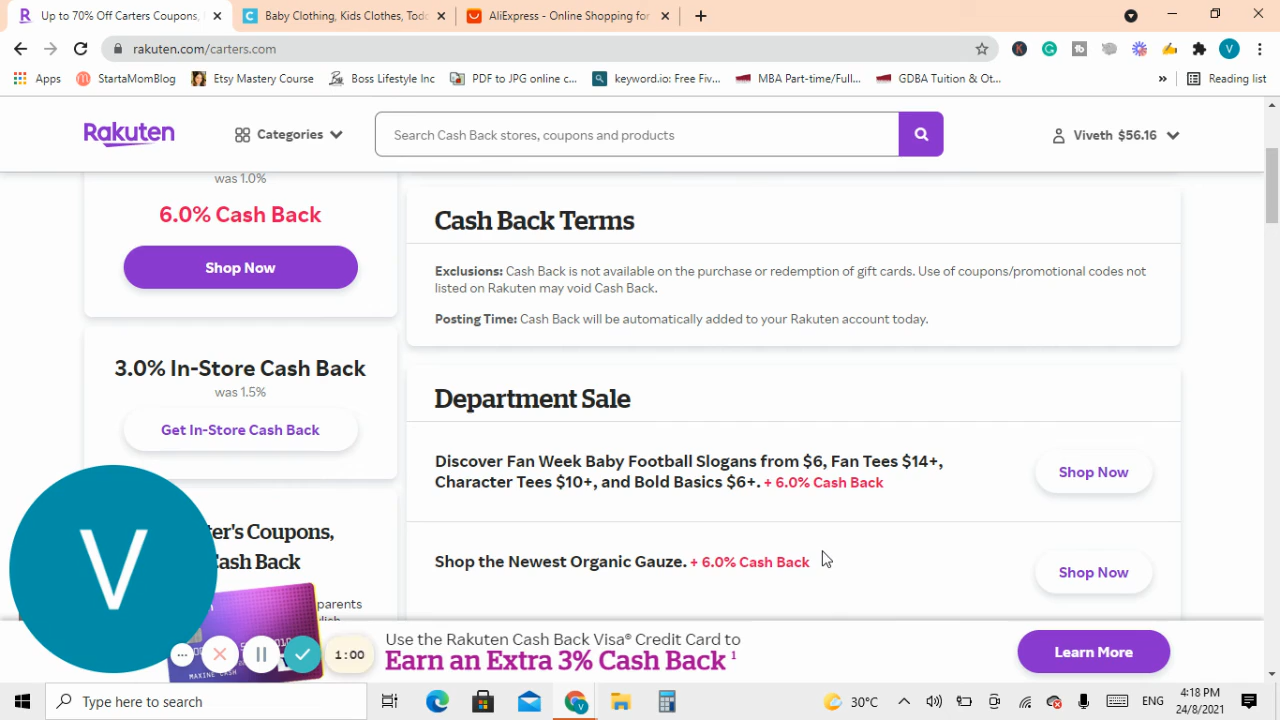 Up to 70% Off Carters Coupons,
Baby Clothing, Kids Clothes, Tod
AliExpress - Online Shopping for
rakuten.com/carters.com
Apps
StartaMomBlog
Etsy Mastery Course
Boss Lifestyle Inc
PDF to JPG online c...
keyword.io: Free Fiv...
MBA Part-time/Full...
GDBA Tuition & Ot...
»
Reading list
Rakuten
Categories
Search Cash Back stores, coupons and products
Viveth $56.16
was 1.0%
6.0% Cash Back
Shop Now
3.0% In-Store Cash Back
was 1.5%
Get In-Store Cash Back
ter's Coupons,
Cash Back
parents
Cash Back Terms
Exclusions: Cash Back is not available on the purchase or redemption of gift cards. Use of coupons/promotional codes not
listed on Rakuten may void Cash Back.
Posting Time: Cash Back will be automatically added to your Rakuten account today.
Department Sale
Discover Fan Week Baby Football Slogans from $6, Fan Tees $14+,
Character Tees $10+, and Bold Basics $6+. + 6.0% Cash Back
Shop Now
Shop the Newest Organic Gauze. + 6.0% Cash Back
Shop Now
V
MAXINE CASH
1:00
Use the Rakuten Cash Back Visa® Credit Card to
Earn an Extra 3% Cash Back 1
Learn More
Type here to search
30°C
ENG
4:18 PM
24/8/2021